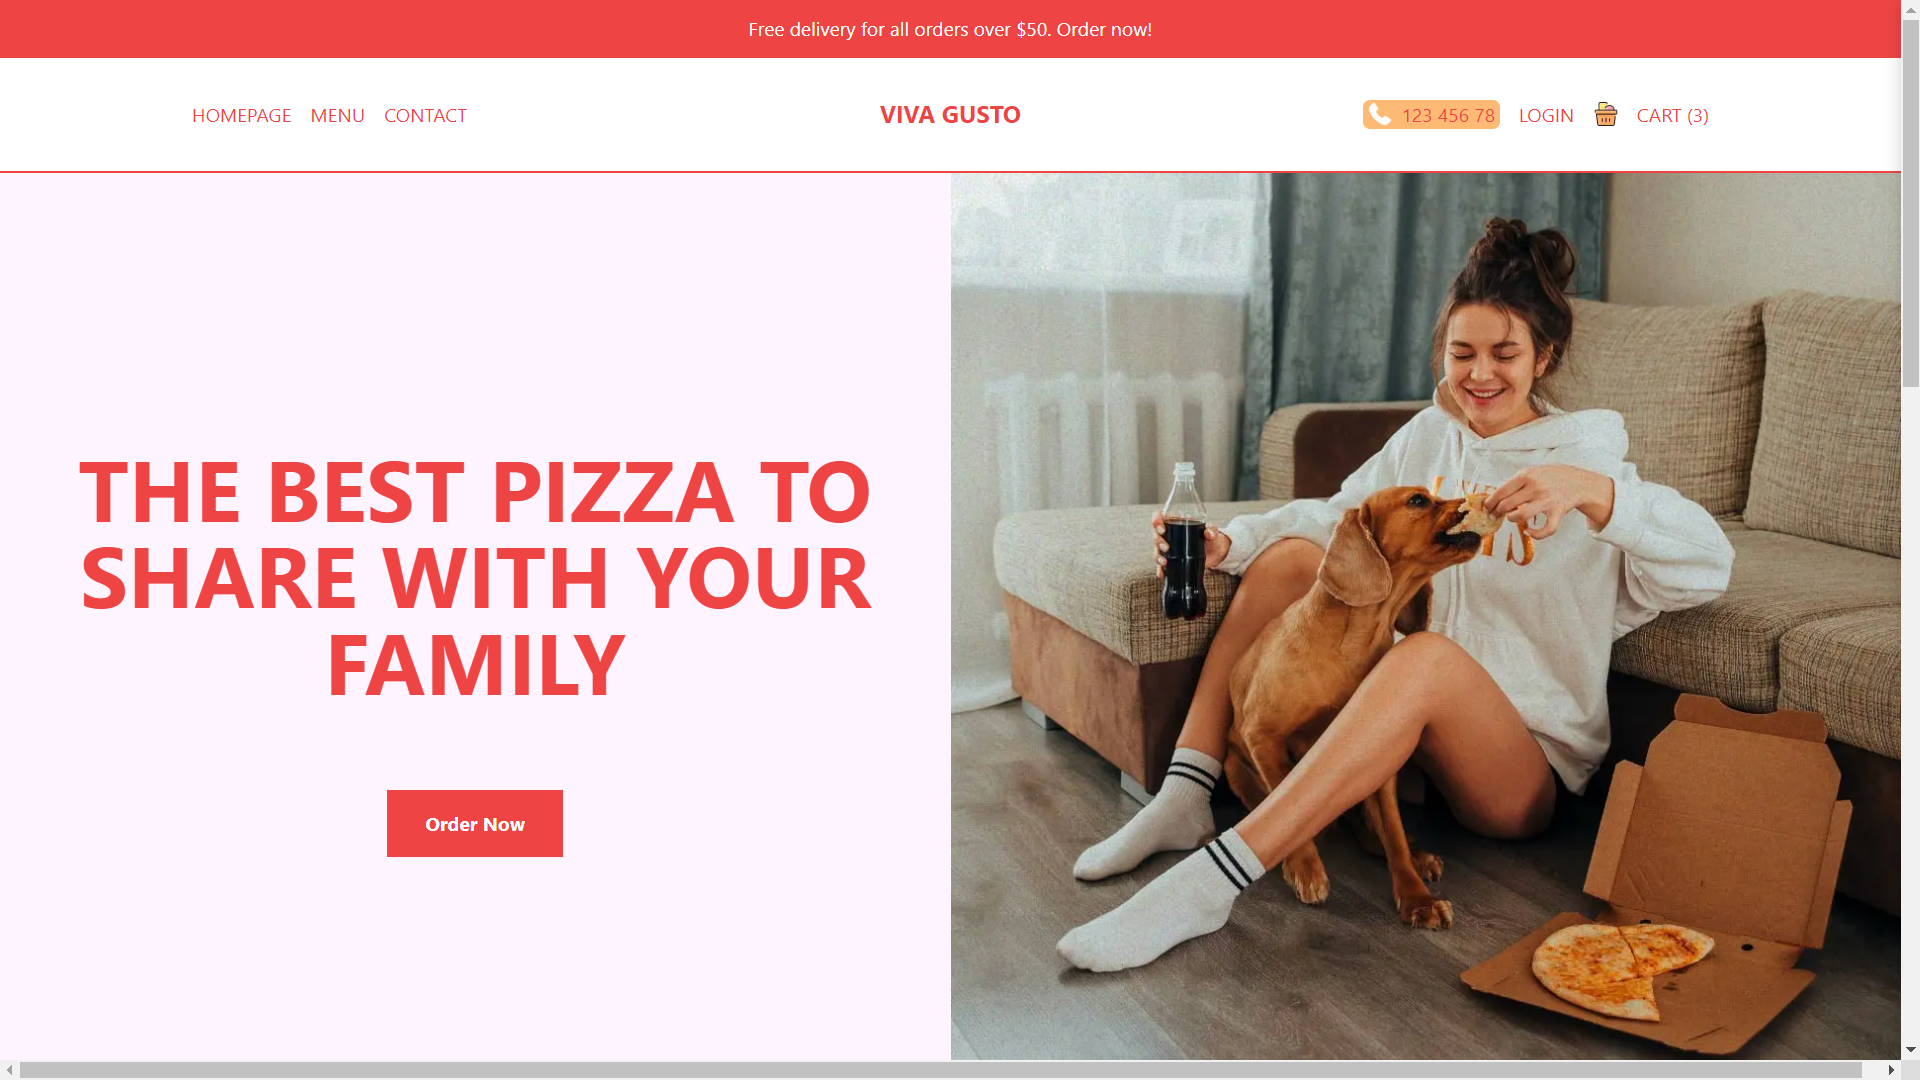 Free delivery for all orders over $50. Order now!
HOMEPAGE MENU CONTACT
VIVA GUSTO
123 456 78 LOGIN CART (3)
THE BEST PIZZA TO
SHARE WITH YOUR
FAMILY
Order Now